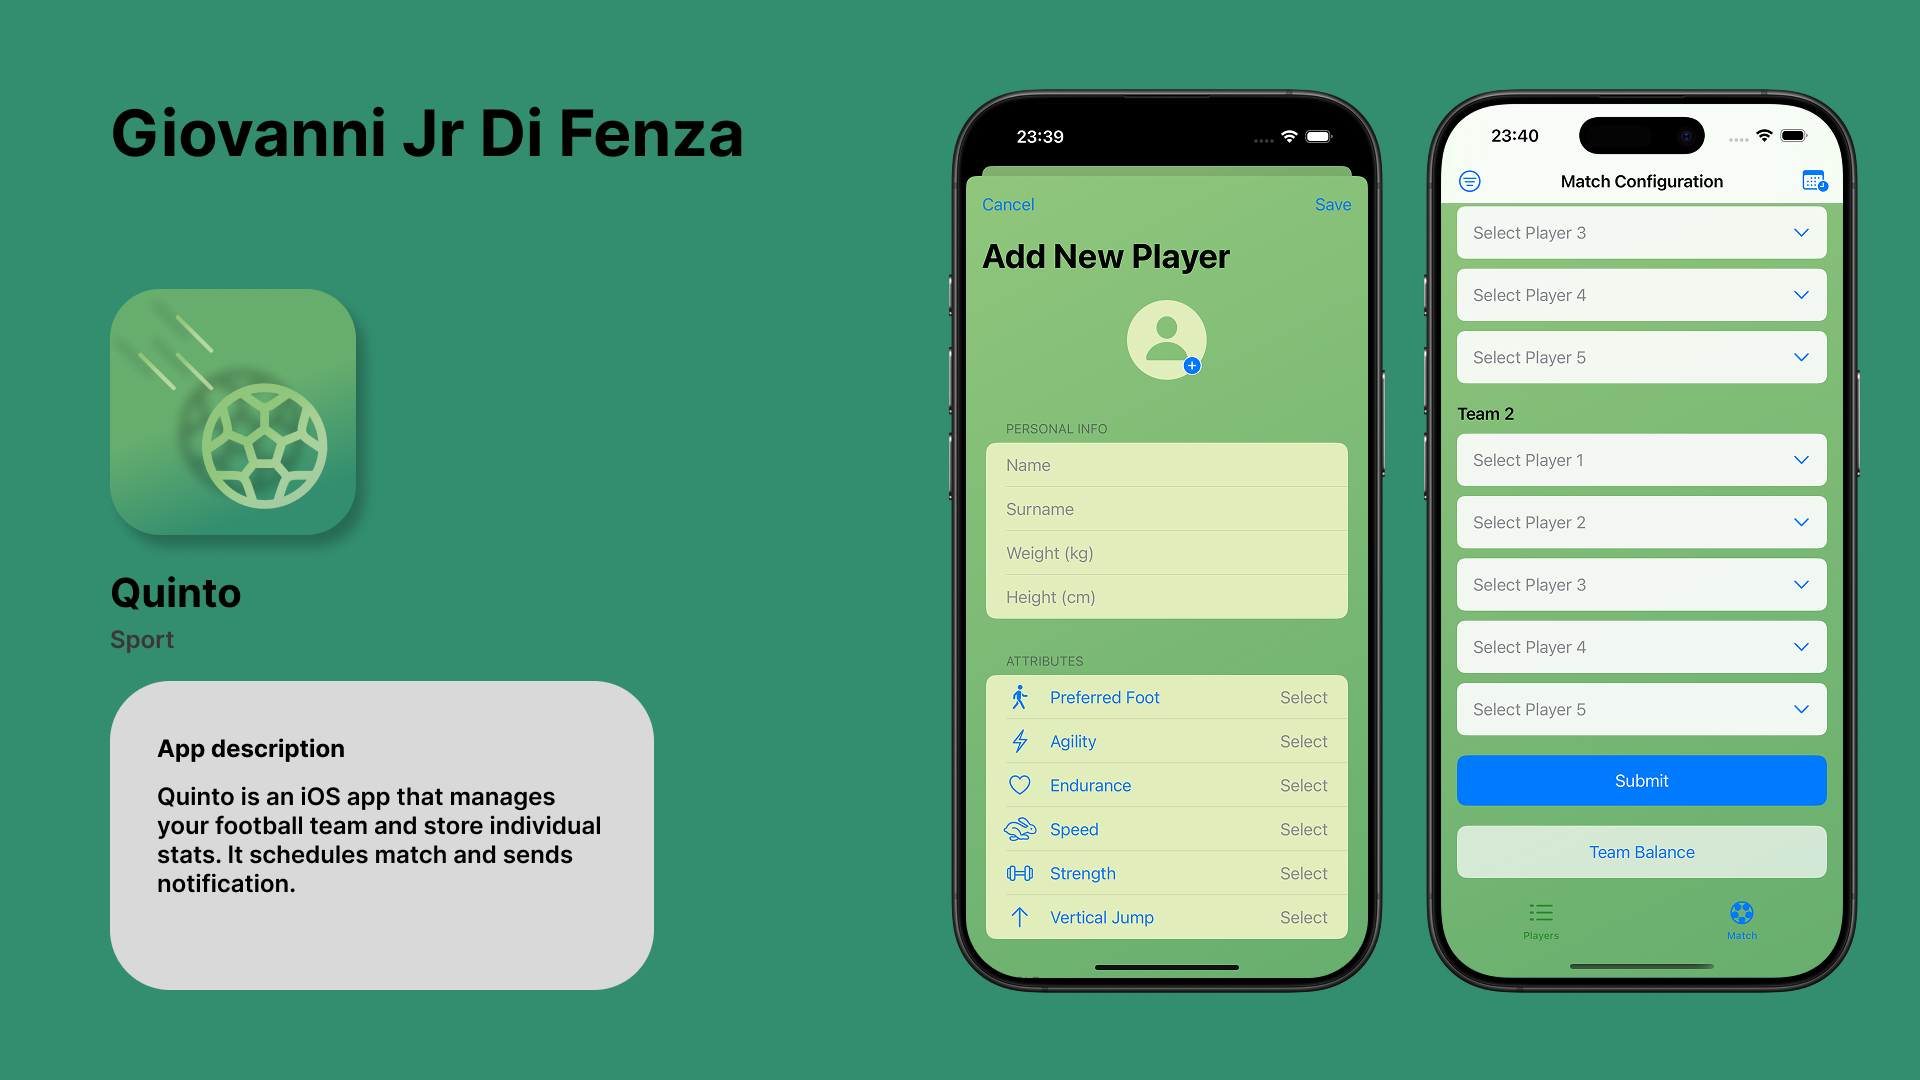 Giovanni Jr Di Fenza
Quinto
Sport
App description
Quinto is an iOS app that manages
your football team and store individual
stats. It schedules match and sends
notification.
23:39
Cancel
Save
Add New Player
PERSONAL INFO
Name
Surname
Weight (kg)
Height (cm)
ATTRIBUTES
Preferred Foot Select
Agility Select
Endurance Select
Speed Select
Strength Select
Vertical Jump Select
23:40
Match Configuration
Select Player 3
Select Player 4
Select Player 5
Team 2
Select Player 1
Select Player 2
Select Player 3
Select Player 4
Select Player 5
Submit
Team Balance
Players
Match